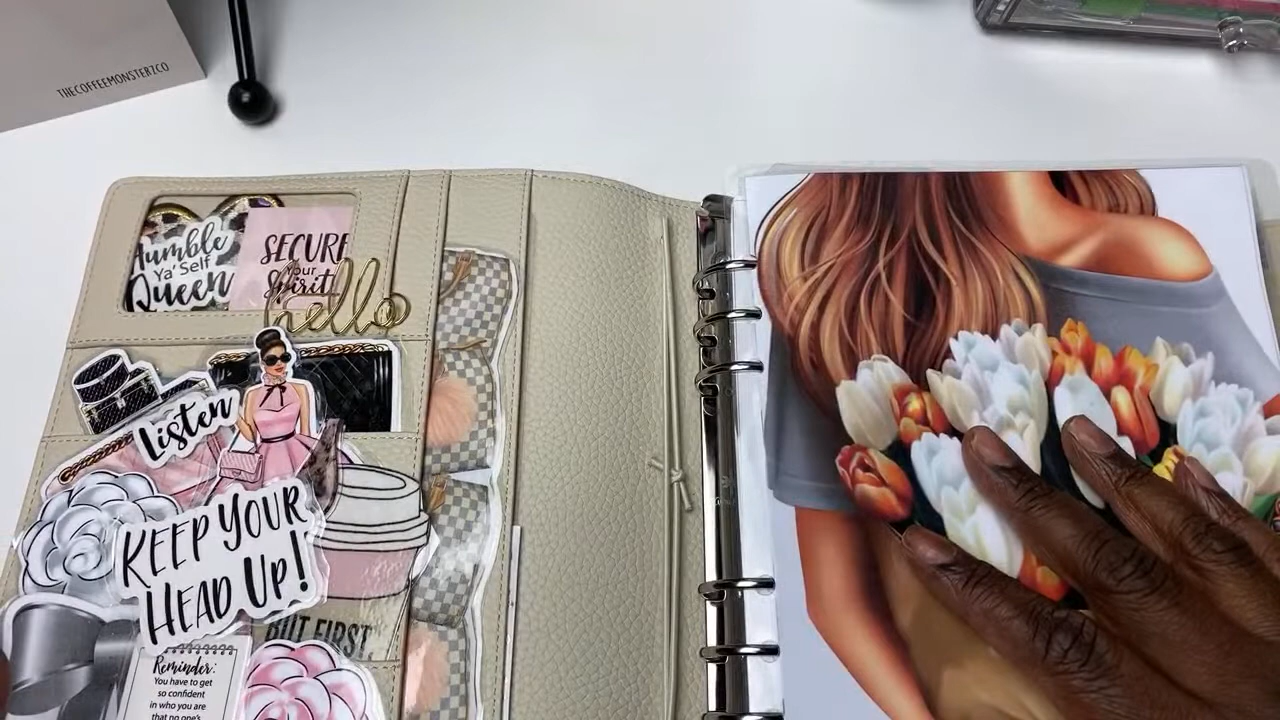 THECOFFEEMONSTERZCO
Humble
Ya' Self
Queen
SECURE
Your
Spirit!
hello
Listen
KEEP YOUR
HEAD UP!
BUT FIRST,
Reminder:
You have to get
so confident
in who you are
that no one's